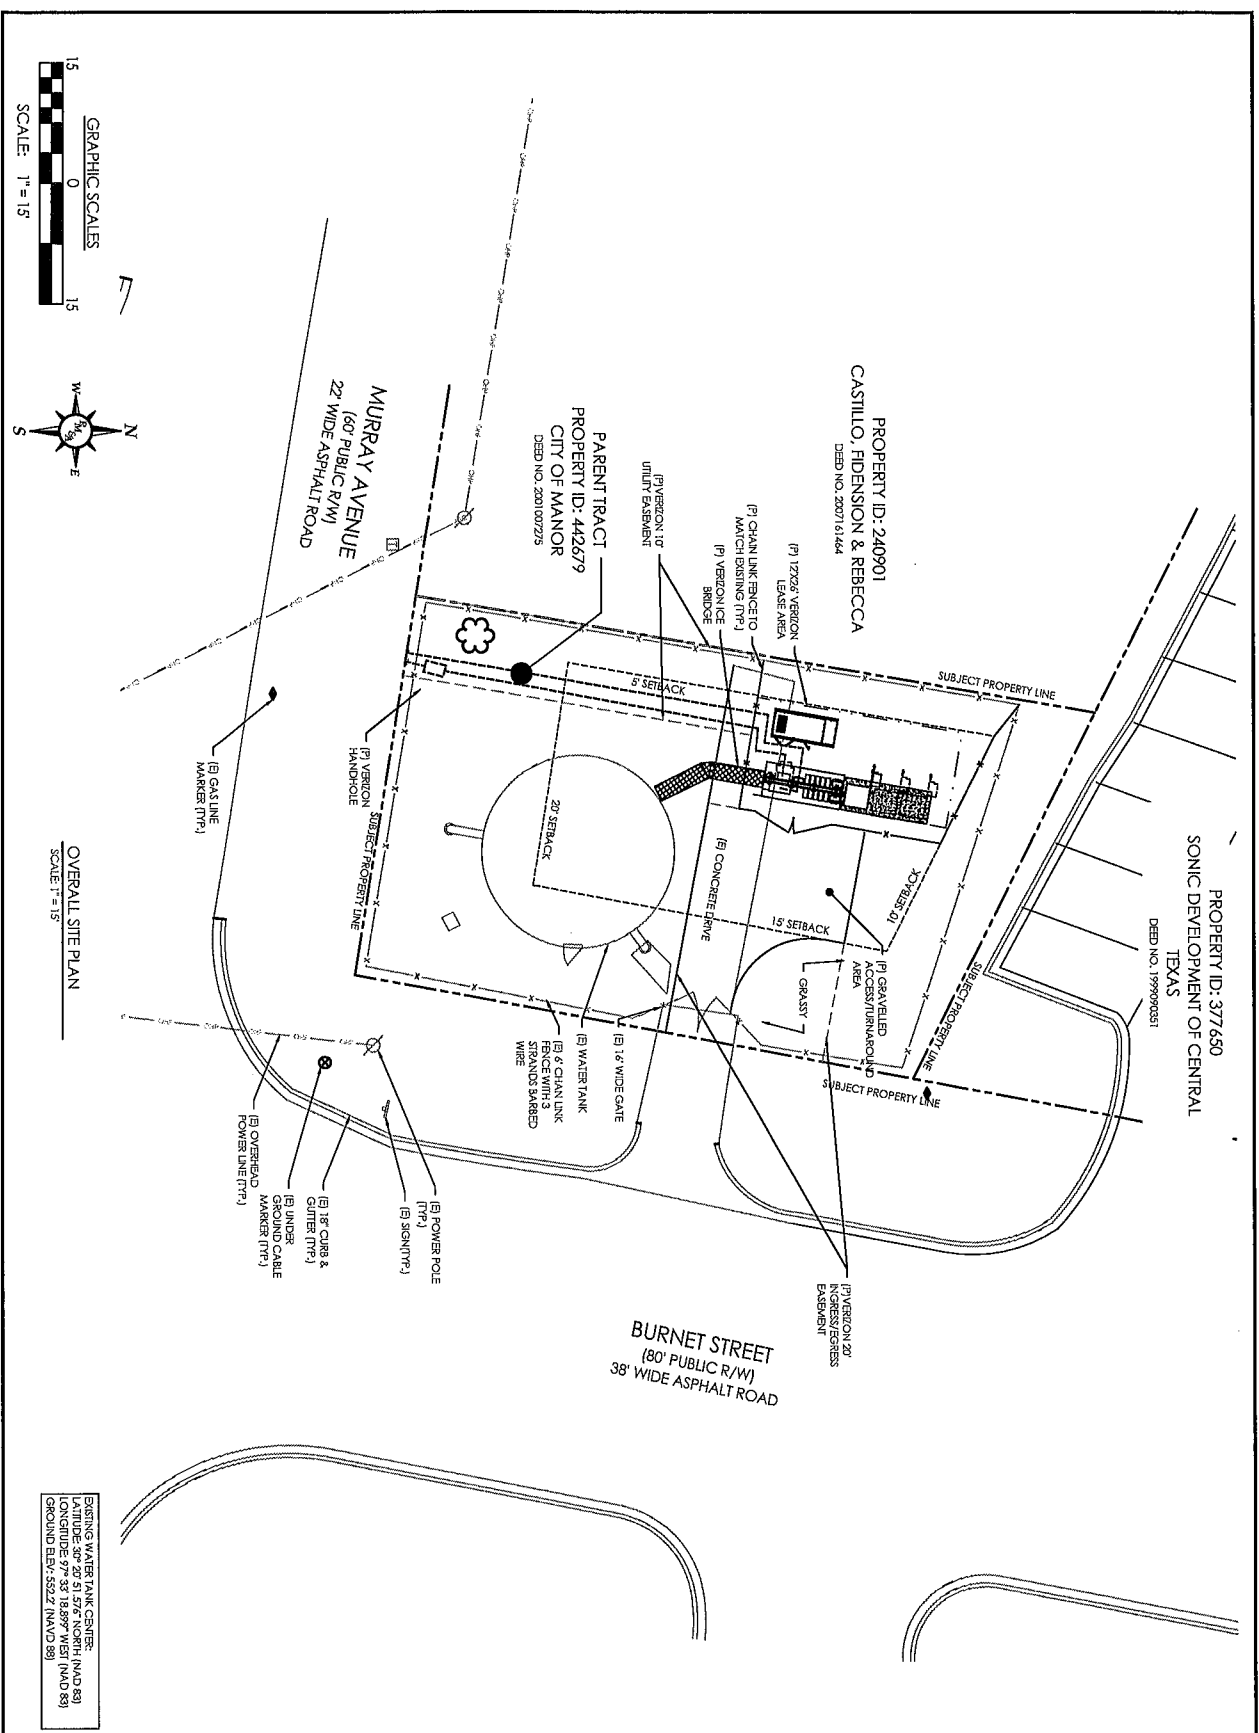 PROPERTY ID: 377650
SONIC DEVELOPMENT OF CENTRAL
TEXAS
DEED NO. 1999090351
PROPERTY ID: 240901
CASTILLO, FIDENSION & REBECCA
DEED NO. 2007161464
SUBJECT PROPERTY LINE
SUBJECT PROPERTY LINE
SUBJECT PROPERTY LINE
(P) 12'X26' VERIZON
LEASE AREA
(P) CHAIN LINK FENCE TO
MATCH EXISTING (TYP.)
(P) VERIZON ICE
BRIDGE
(P)VERIZON 10'
UTILITY EASEMENT
10' SETBACK
15' SETBACK
5' SETBACK
20' SETBACK
(P) GRAVELLED
ACCESS/TURNAROUND
AREA
GRASSY
(E) CONCRETE DRIVE
(P)VERIZON 20'
INGRESS/EGRESS
EASEMENT
PARENT TRACT
PROPERTY ID: 442679
CITY OF MANOR
DEED NO. 2001007275
BURNET STREET
(80' PUBLIC R/W)
38' WIDE ASPHALT ROAD
(E) 16' WIDE GATE
(E) WATER TANK
(E) 6' CHAN LINK
FENCE WITH 3
STRANDS BARBED
WIRE
MURRAY AVENUE
(60' PUBLIC R/W)
22' WIDE ASPHALT ROAD
(P) VERIZON
HANDHOLE
SUBJECT PROPERTY LINE
(E) POWER POLE
(TYP.)
(E) SIGN(TYP.)
(E) 18" CURB &
GUTTER (TYP.)
(E) UNDER
GROUND CABLE
MARKER (TYP.)
(E) OVERHEAD
POWER LINE (TYP.)
(E) GAS LINE
MARKER (TYP.)
OHP
N
W
E
S
GRAPHIC SCALES
15 0 15
SCALE: 1" = 15'
OVERALL SITE PLAN
SCALE: 1" = 15'
EXISTING WATER TANK CENTER:
LATITUDE: 30° 20' 51.576" NORTH (NAD 83)
LONGITUDE: 97° 33' 18.899" WEST (NAD 83)
GROUND ELEV: 552.2' (NAVD 88)